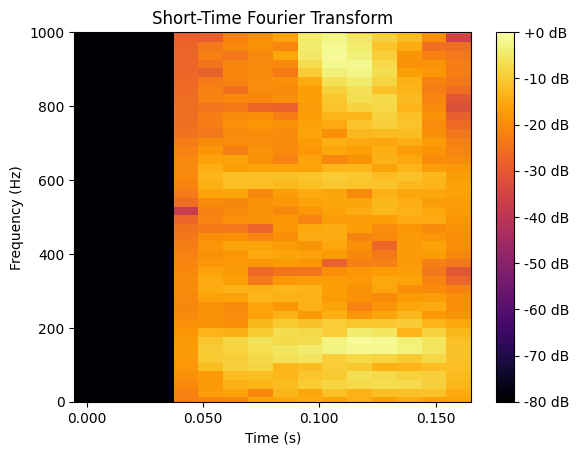 Short-Time Fourier Transform
1000
800
600
400
200
0
Frequency (Hz)
0.000
0.050
0.100
0.150
Time (s)
+0 dB
-10 dB
-20 dB
-30 dB
-40 dB
-50 dB
-60 dB
-70 dB
-80 dB